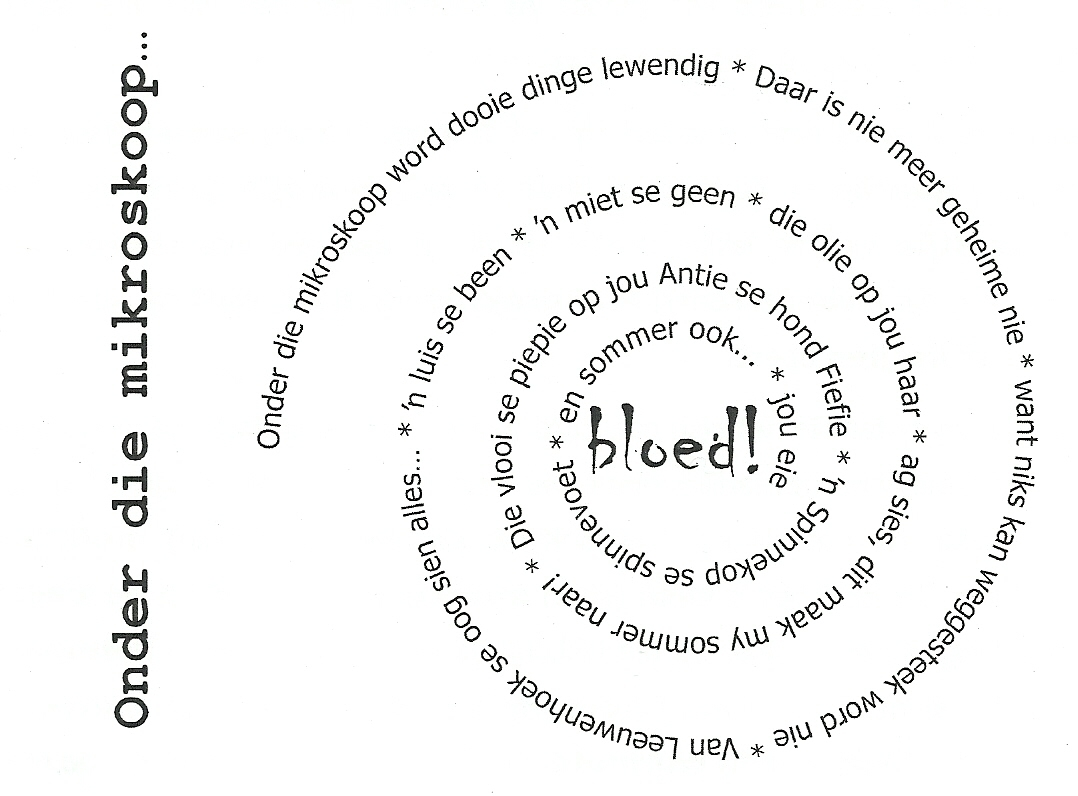 Onder die mikroskoop...
Onder die mikroskoop word dooie dinge lewendig * Daar is nie meer geheime nie * want niks kan weggesteek word nie * Van Leeuwenhoek se oog sien alles... * 'n luis se been * 'n miet se geen * die olie op jou haar * ag sies, dit maak my sommer naar! * Die vlooi se piepie op jou Antie se hond Fiefie * 'n Spinnekop se spinnevoet * en sommer ook... * jou eie
bloed!